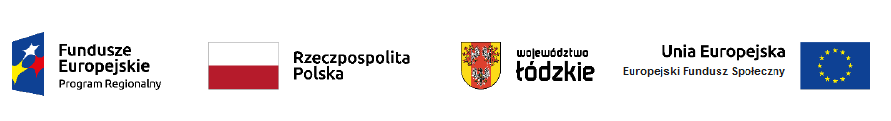 Fundusze
Europejskie
Program Regionalny
Rzeczpospolita
Polska
województwo
łódzkie
Unia Europejska
Europejski Fundusz Społeczny